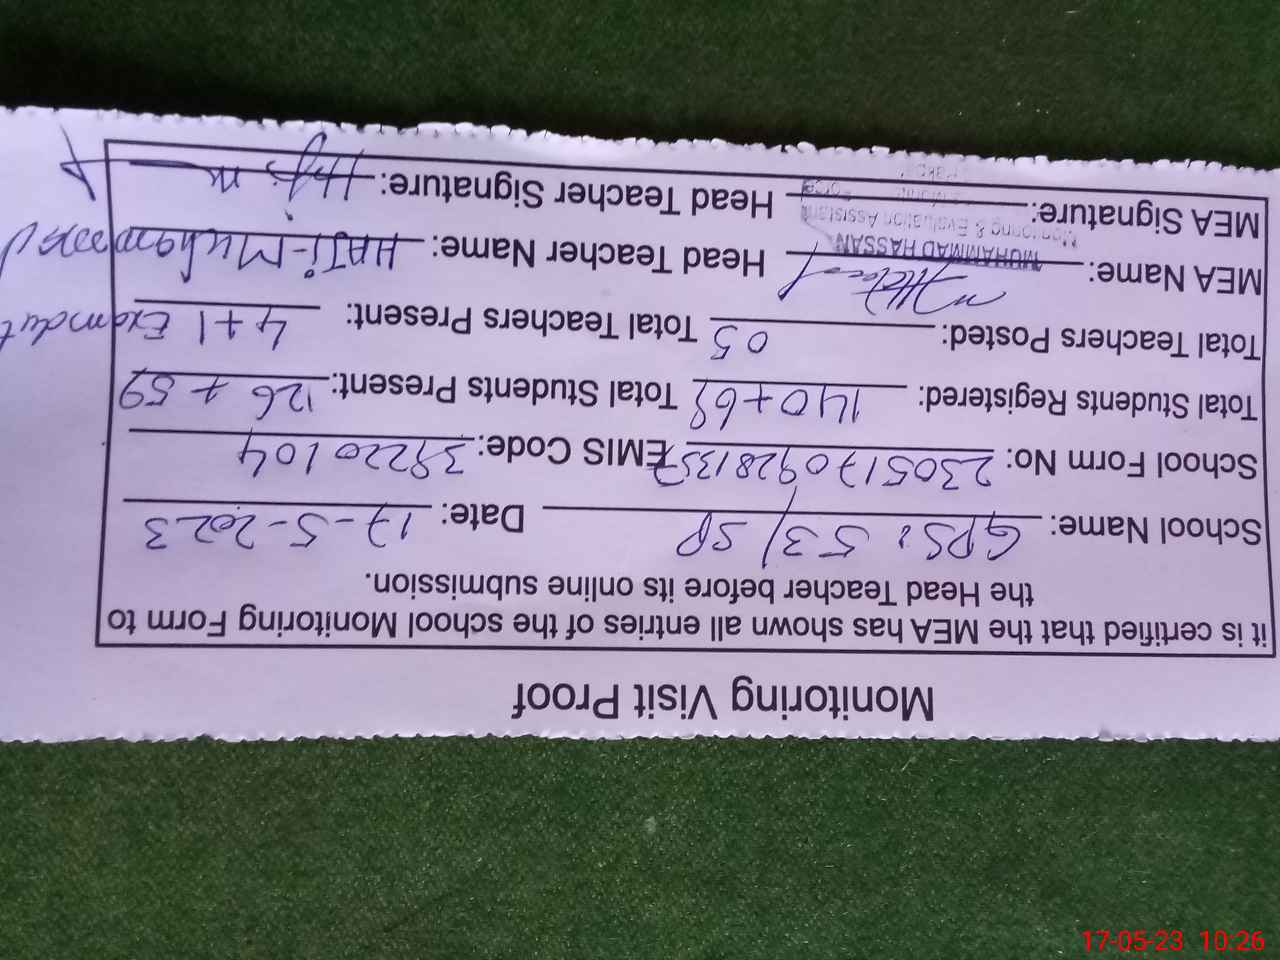 Monitoring Visit Proof
it is certified that the MEA has shown all entries of the school Monitoring Form to
the Head Teacher before its online submission.
School Name: GPS: 53/SP Date: 17-5-2023
School Form No: 230517092813357 EMIS Code: 39220104
Total Students Registered: 140+69 Total Students Present: 126+59
Total Teachers Posted: 05 Total Teachers Present: 4+1 Examdut
MEA Name: Head Teacher Name: HAJi-Muhammad
MUHAMMAD HASSAN
Monitoring & Evaluation Assistant
MEA Signature: Head Teacher Signature:
17-05-23 10:26